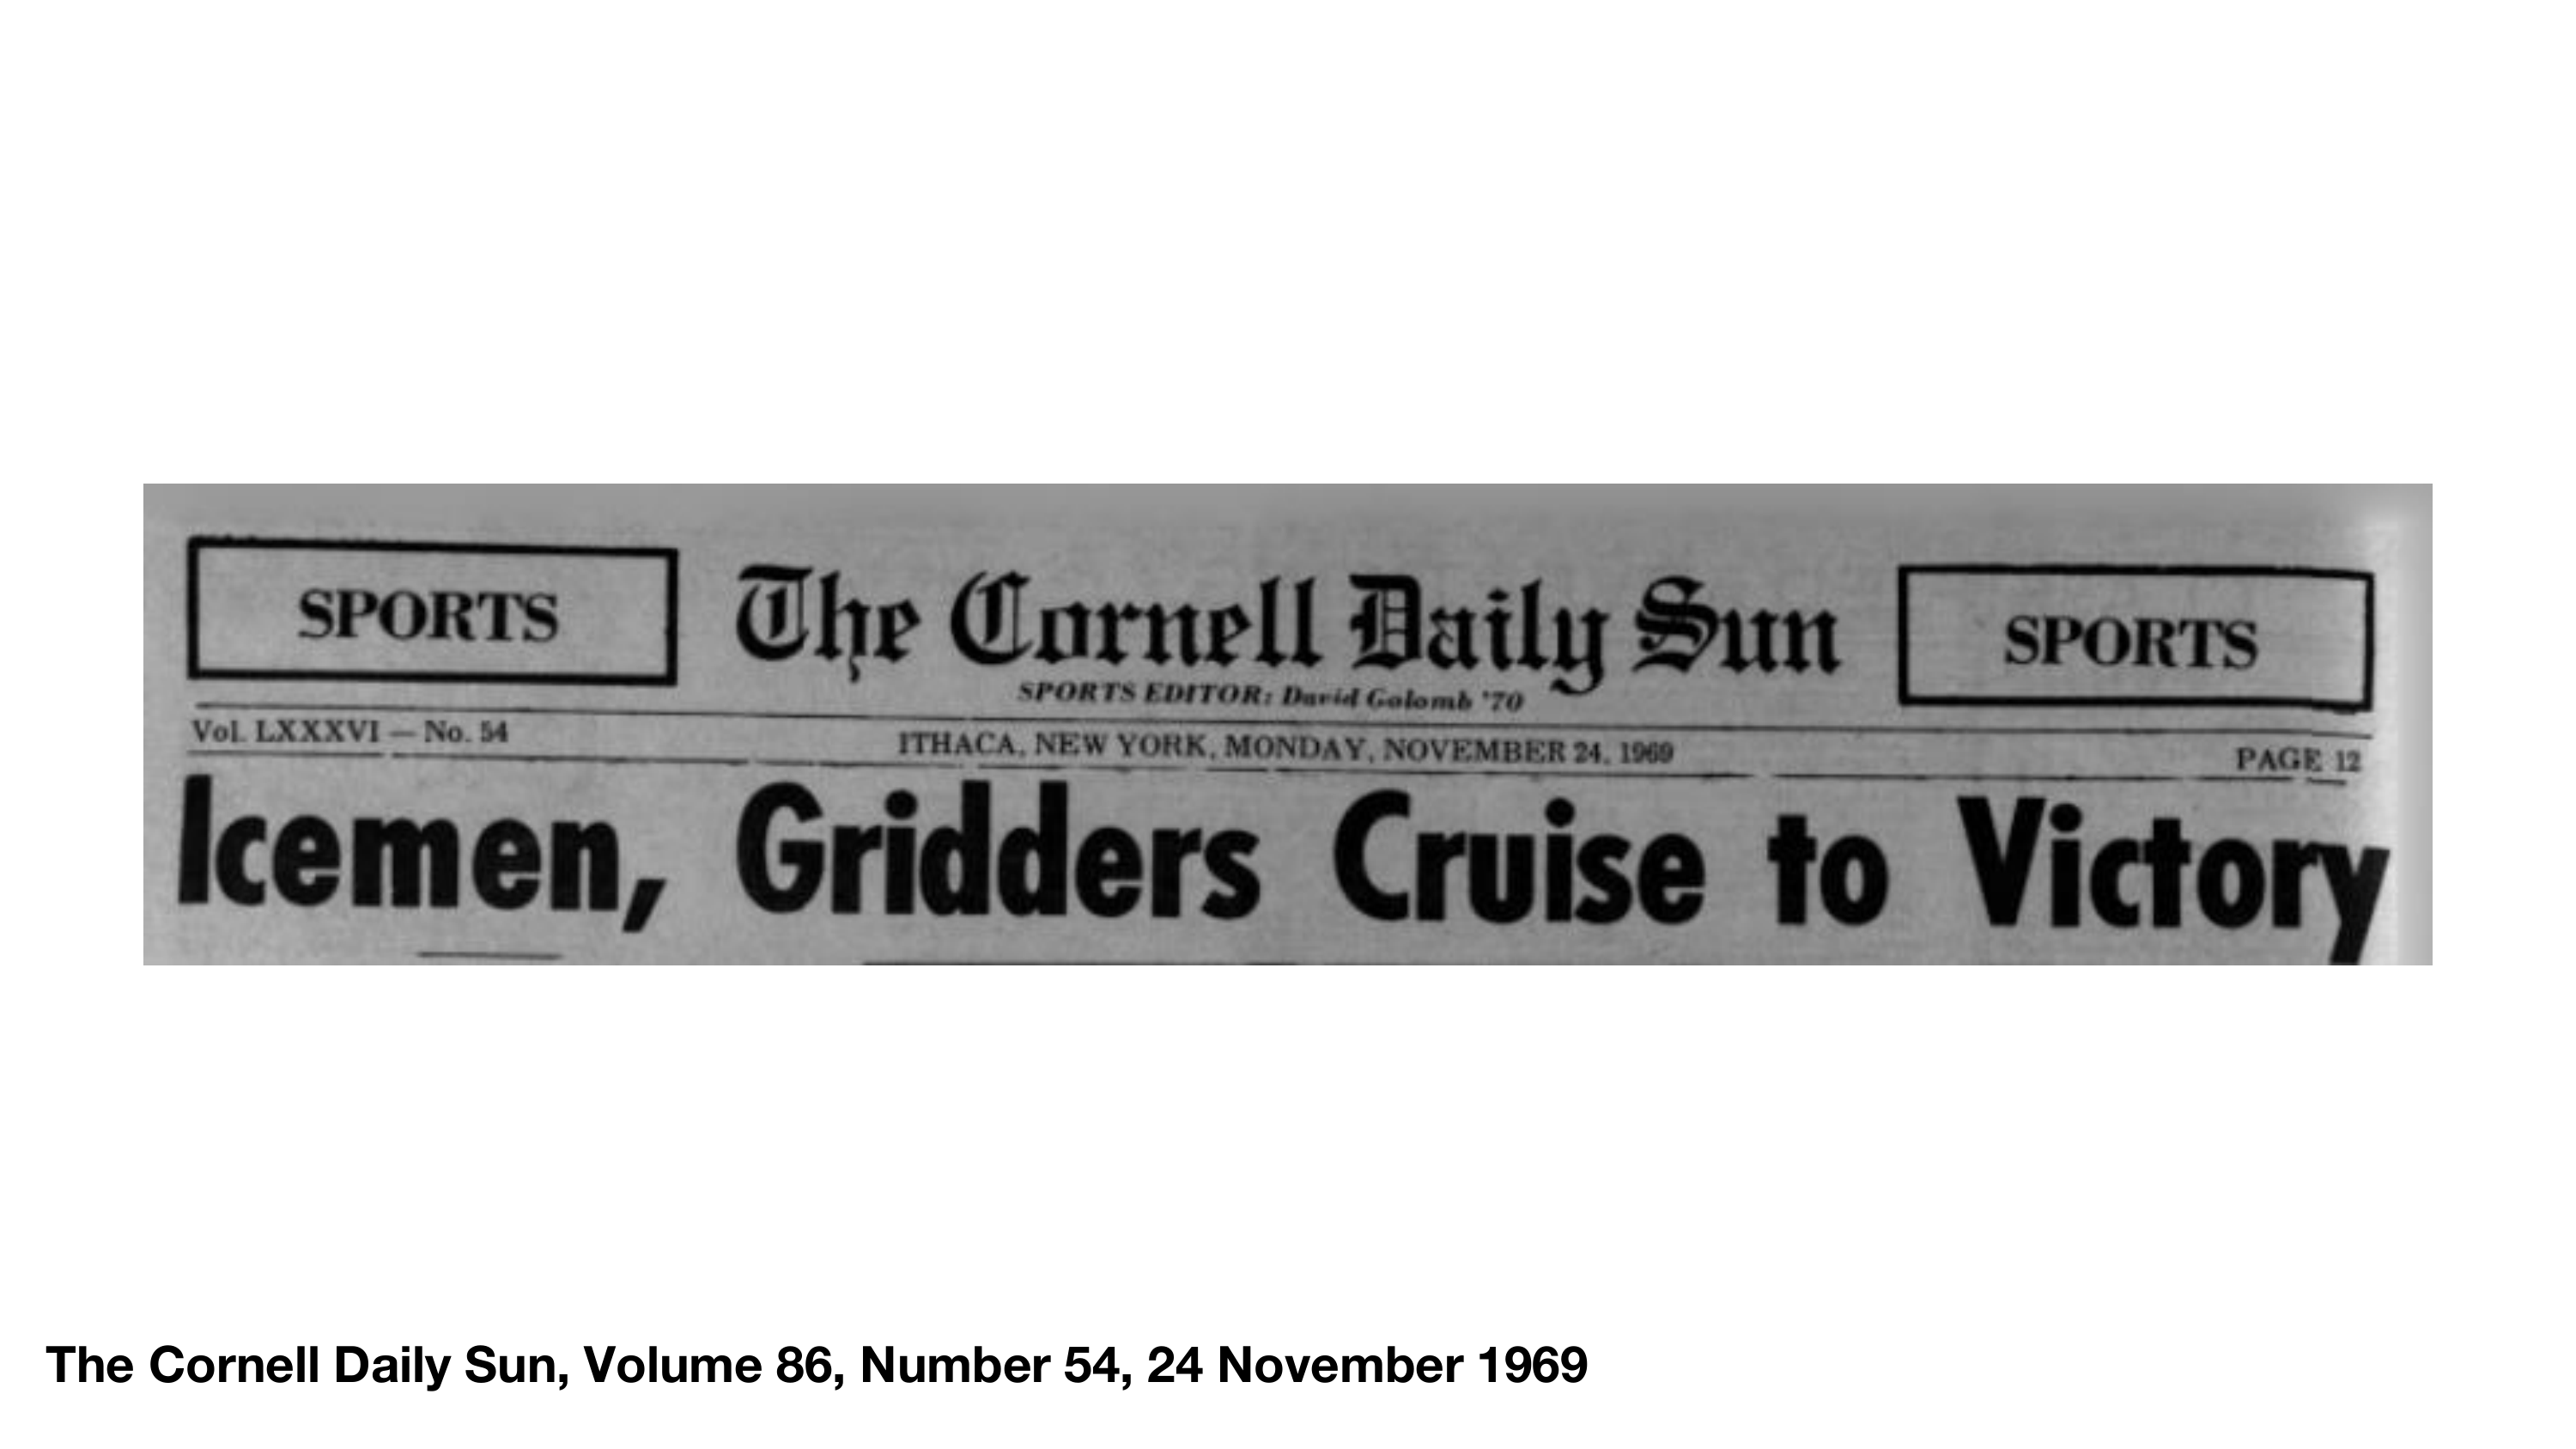 SPORTS
The Cornell Daily Sun
SPORTS
SPORTS EDITOR: David Golomb '70
Vol. LXXXVI — No. 54
ITHACA, NEW YORK, MONDAY, NOVEMBER 24, 1969
PAGE 12
Icemen, Gridders Cruise to Victory
The Cornell Daily Sun, Volume 86, Number 54, 24 November 1969